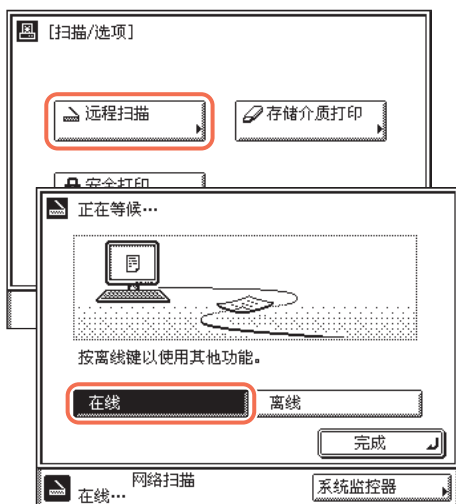 [扫描/选项]
远程扫描
存储介质打印
安全打印
正在等候…
按离线键以使用其他功能。
在线
离线
完成
网络扫描
在线…
系统监控器